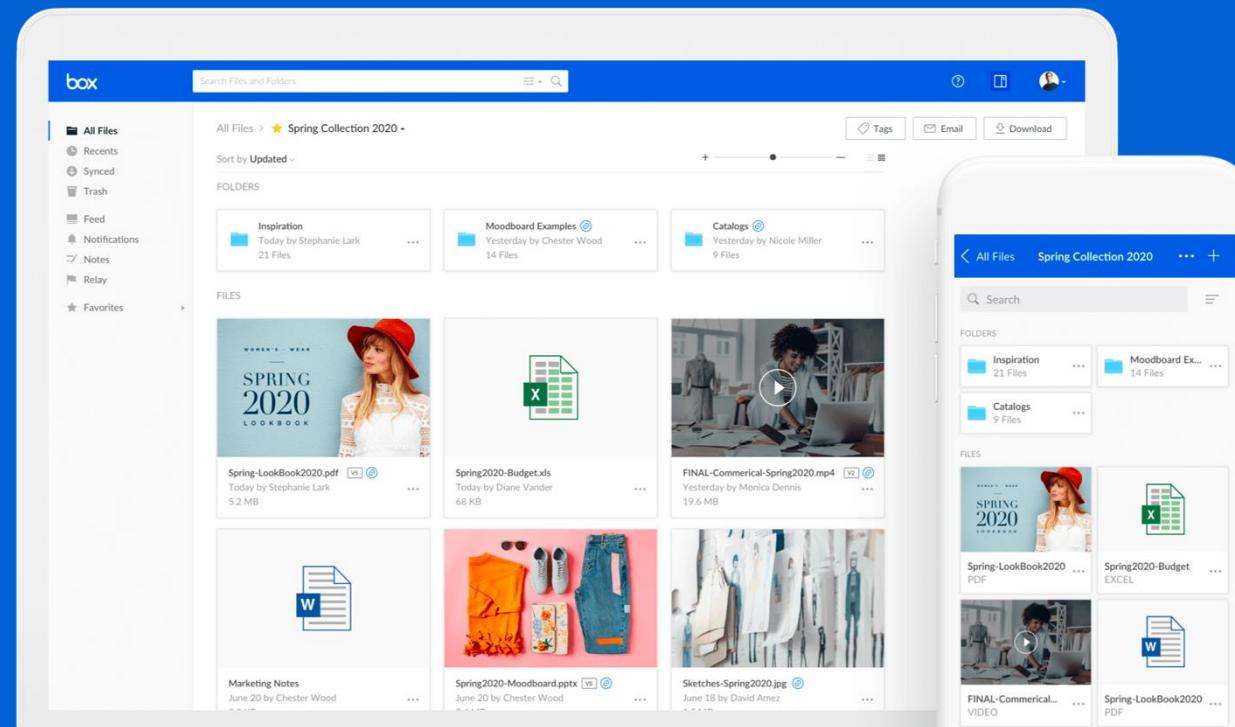 box
Search Files and Folders
All Files
Recents
Synced
Trash
Feed
Notifications
Notes
Relay
Favorites
All Files > Spring Collection 2020
Tags
Email
Download
Sort by Updated
FOLDERS
Inspiration
Today by Stephanie Lark
21 Files
Moodboard Examples
Yesterday by Chester Wood
14 Files
Catalogs
Yesterday by Nicole Miller
9 Files
FILES
WOMEN'S WEAR
SPRING
2020
LOOKBOOK
Spring-LookBook2020.pdf V5
Today by Stephanie Lark
5.2 MB
X
Spring2020-Budget.xls
Today by Diane Vander
68 KB
FINAL-Commerical-Spring2020.mp4 V2
Yesterday by Monica Dennis
19.6 MB
W
Marketing Notes
June 20 by Chester Wood
Spring2020-Moodboard.pptx V8
June 20 by Chester Wood
Sketches-Spring2020.jpg
June 18 by David Amez
All Files Spring Collection 2020
Search
FOLDERS
Inspiration
21 Files
Moodboard Ex...
14 Files
Catalogs
9 Files
FILES
SPRING
2020
Spring-LookBook2020
PDF
X
Spring2020-Budget
EXCEL
FINAL-Commerical...
VIDEO
W
Spring-LookBook2020
PDF